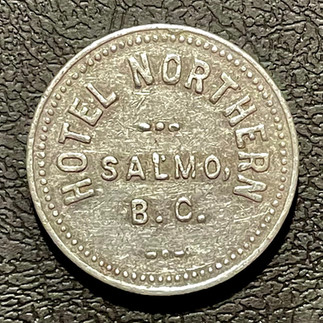 HOTEL NORTHERN
SALMO,
B.C.